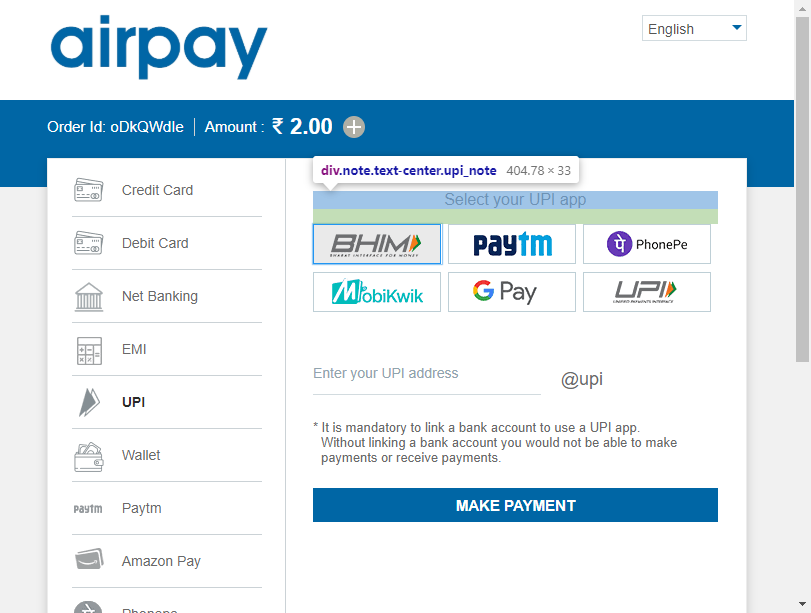 airpay
English
Order Id: oDkQWdIe
Amount : ₹ 2.00
div.note.text-center.upi_note 404.78 × 33
Select your UPI app
Credit Card
Debit Card
Net Banking
EMI
UPI
Wallet
Paytm
Paytm
Amazon Pay
Phonepe
BHIM
BHARAT INTERFACE FOR MONEY
Paytm
PhonePe
MobiKwik
G Pay
UPI
UNIFIED PAYMENTS INTERFACE
Enter your UPI address
@upi
* It is mandatory to link a bank account to use a UPI app.
Without linking a bank account you would not be able to make
payments or receive payments.
MAKE PAYMENT